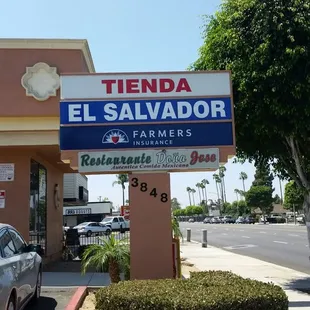 TIENDA
EL SALVADOR
FARMERS
INSURANCE
Restaurante Doña Jose
Autentica Comida Mexicana
3848